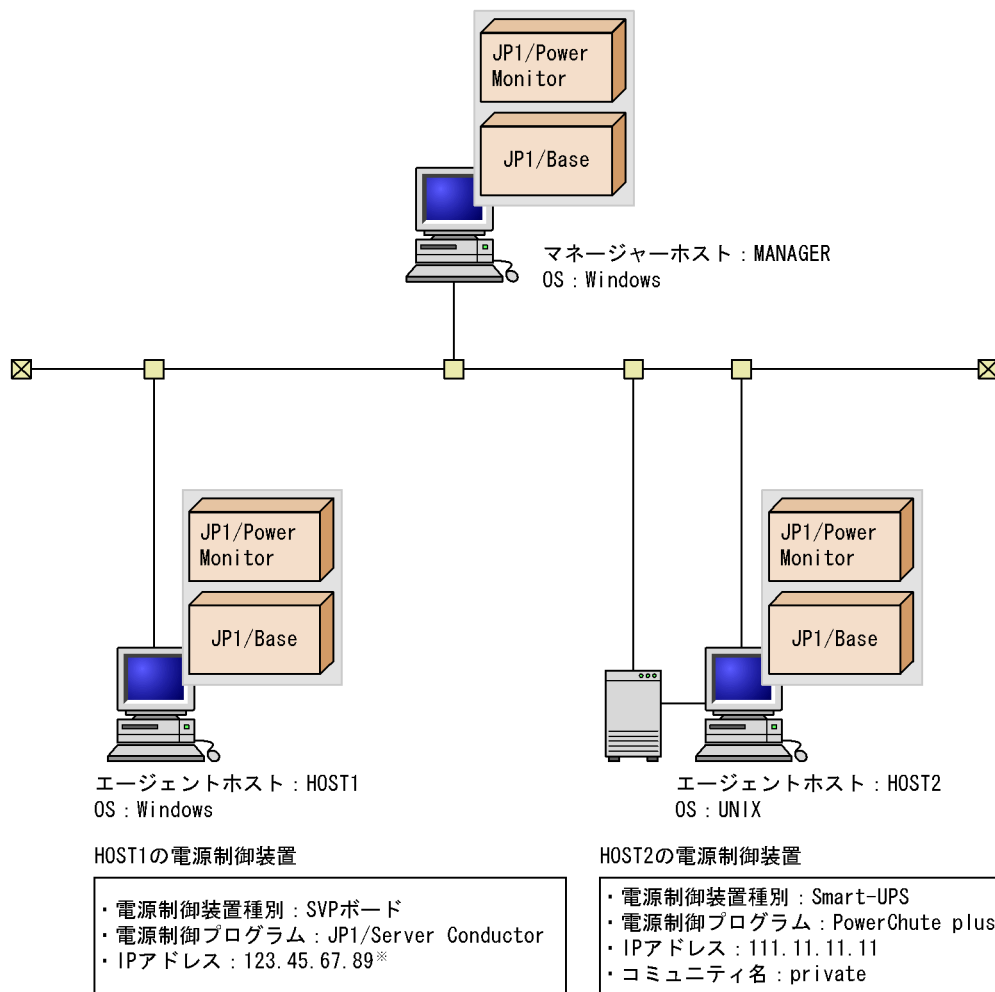 JP1/Power
Monitor
JP1/Base
マネージャーホスト：MANAGER
OS：Windows
JP1/Power
Monitor
JP1/Base
エージェントホスト：HOST1
OS：Windows
JP1/Power
Monitor
JP1/Base
エージェントホスト：HOST2
OS：UNIX
HOST1の電源制御装置
・電源制御装置種別：SVPボード
・電源制御プログラム：JP1/Server Conductor
・IPアドレス：123.45.67.89※
HOST2の電源制御装置
・電源制御装置種別：Smart-UPS
・電源制御プログラム：PowerChute plus
・IPアドレス：111.11.11.11
・コミュニティ名：private